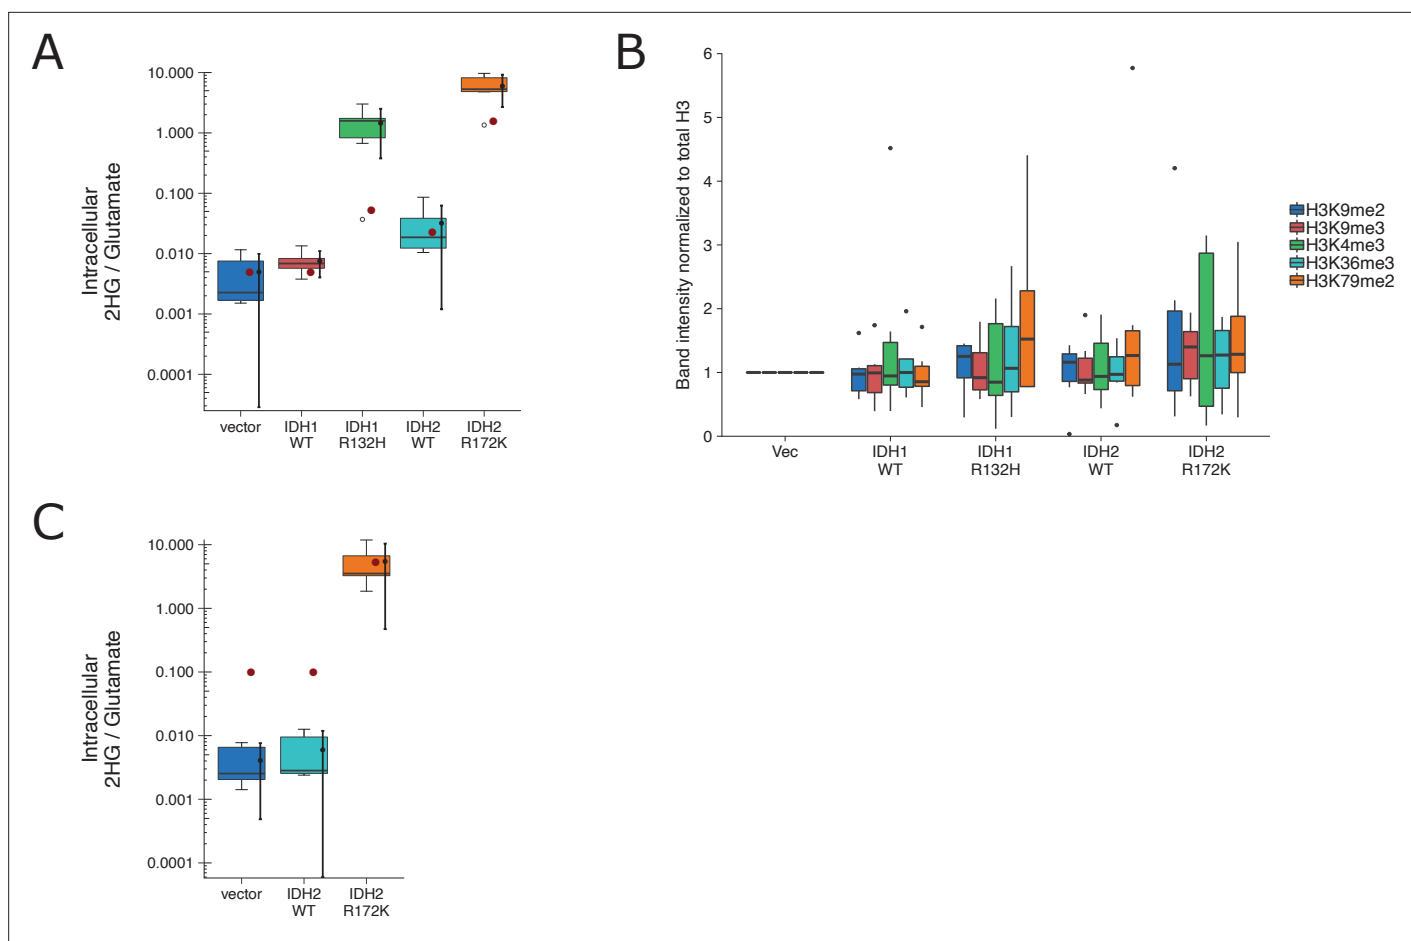 A
Intracellular
2HG / Glutamate
10.000
1.000
0.100
0.010
0.001
0.0001
vector
IDH1
WT
IDH1
R132H
IDH2
WT
IDH2
R172K
B
Band intensity normalized to total H3
6
5
4
3
2
1
0
Vec
IDH1
WT
IDH1
R132H
IDH2
WT
IDH2
R172K
H3K9me2
H3K9me3
H3K4me3
H3K36me3
H3K79me2
C
Intracellular
2HG / Glutamate
10.000
1.000
0.100
0.010
0.001
0.0001
vector
IDH2
WT
IDH2
R172K